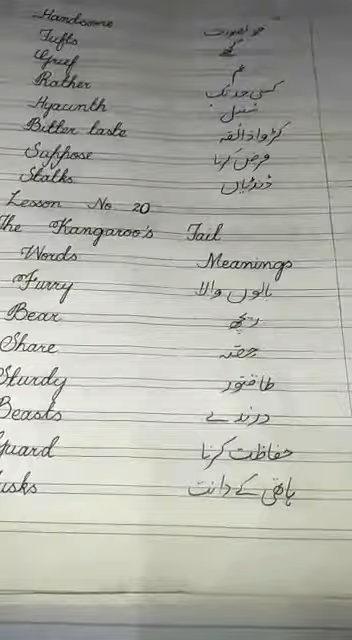 Handsome خوبصورت
Tufts گچھے
Grief غم
Rather کسی حد تک
Hyacinth سنبل
Bitter taste کڑوا ذائقہ
Suppose فرض کرنا
Stalks ڈنڈیاں
Lesson No 20
The Kangaroo's Tail
Words Meanings
Furry بالوں والا
Bear ریچھ
Share حصہ
Sturdy طاقتور
Beasts درندے
Guard حفاظت کرنا
usks ہاتھی کے دانت